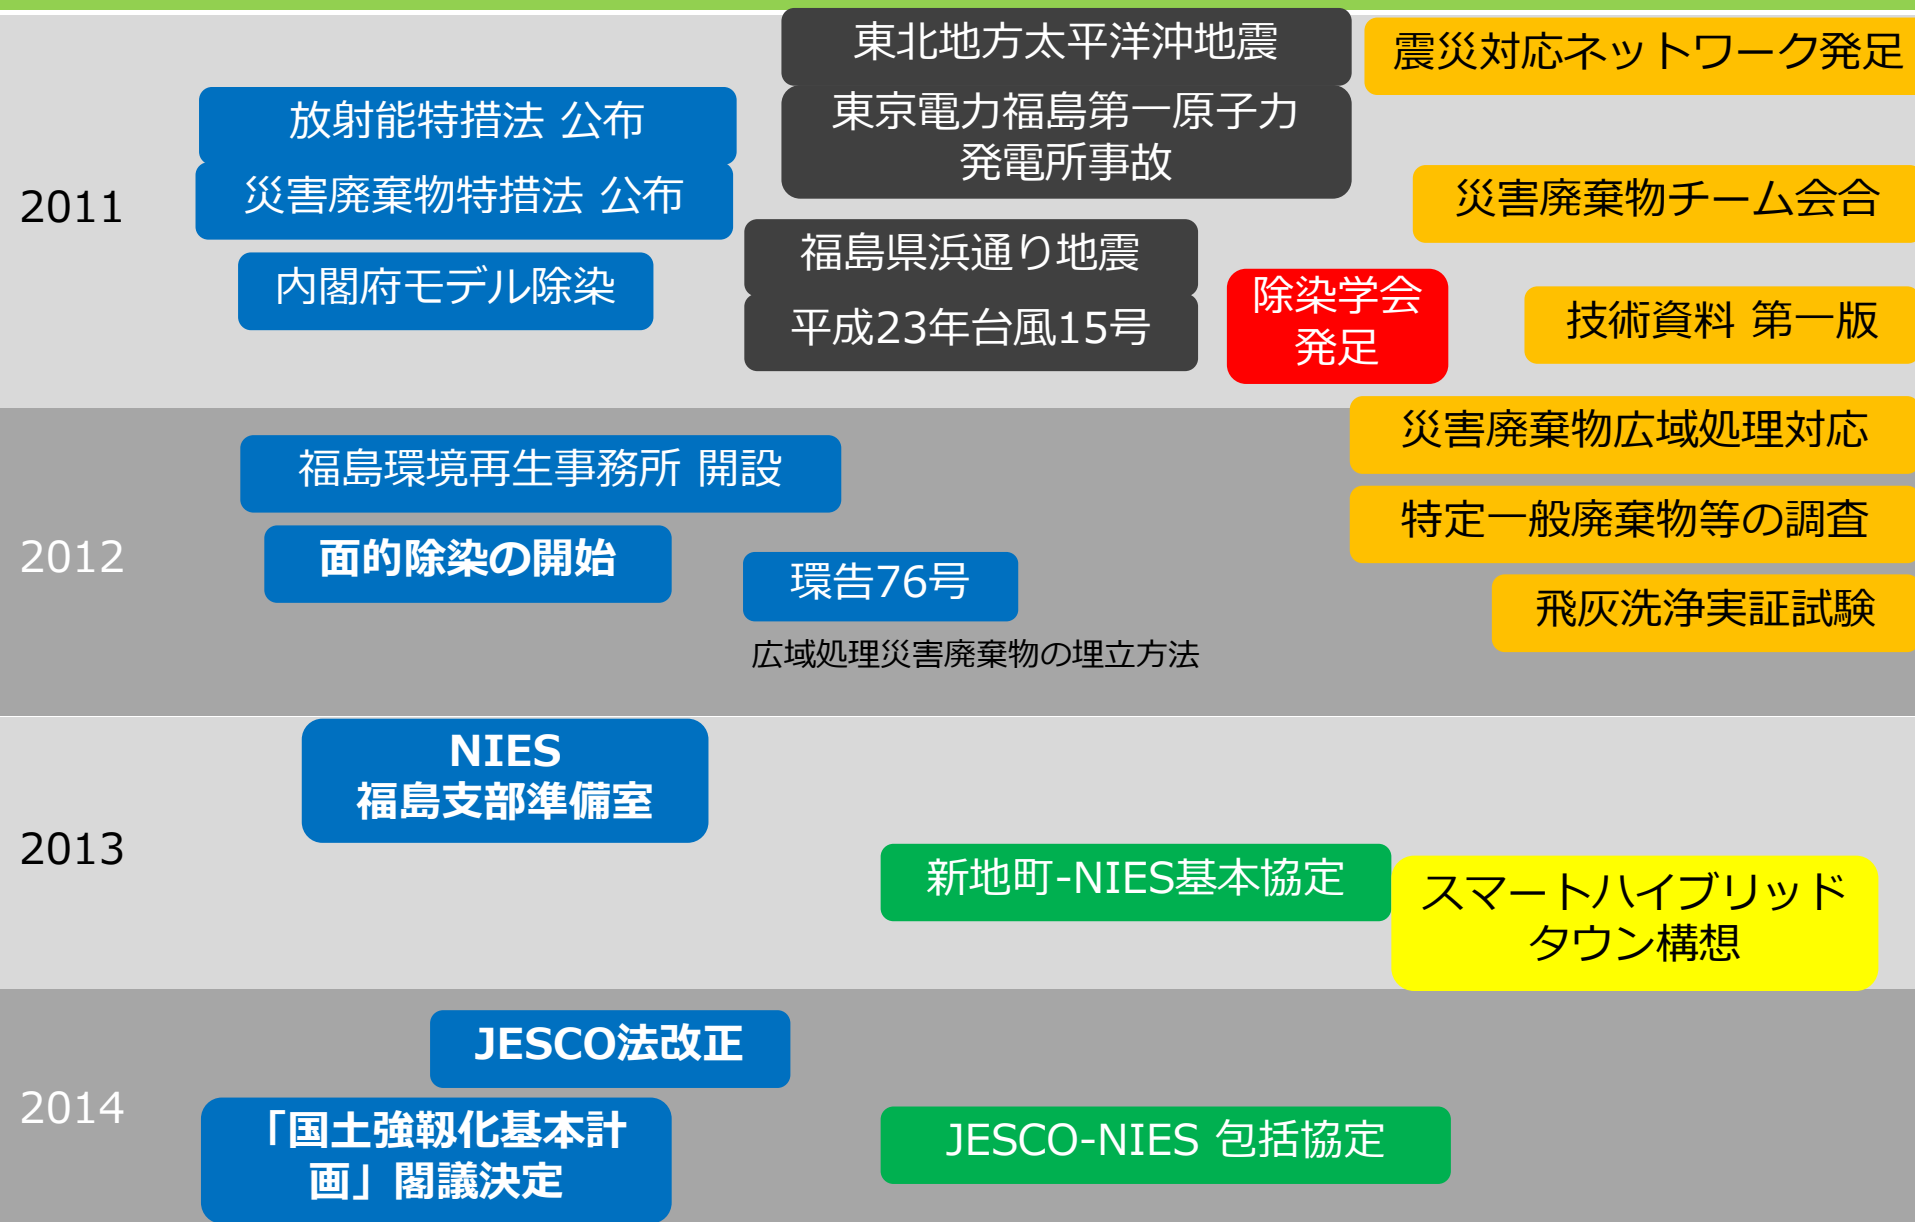 2011
東北地方太平洋沖地震
震災対応ネットワーク発足
放射能特措法 公布
東京電力福島第一原子力
発電所事故
災害廃棄物特措法 公布
災害廃棄物チーム会合
内閣府モデル除染
福島県浜通り地震
平成23年台風15号
除染学会
発足
技術資料 第一版
2012
災害廃棄物広域処理対応
福島環境再生事務所 開設
特定一般廃棄物等の調査
面的除染の開始
環告76号
飛灰洗浄実証試験
広域処理災害廃棄物の埋立方法
2013
NIES
福島支部準備室
新地町-NIES基本協定
スマートハイブリッド
タウン構想
2014
JESCO法改正
「国土強靱化基本計
画」閣議決定
JESCO-NIES 包括協定